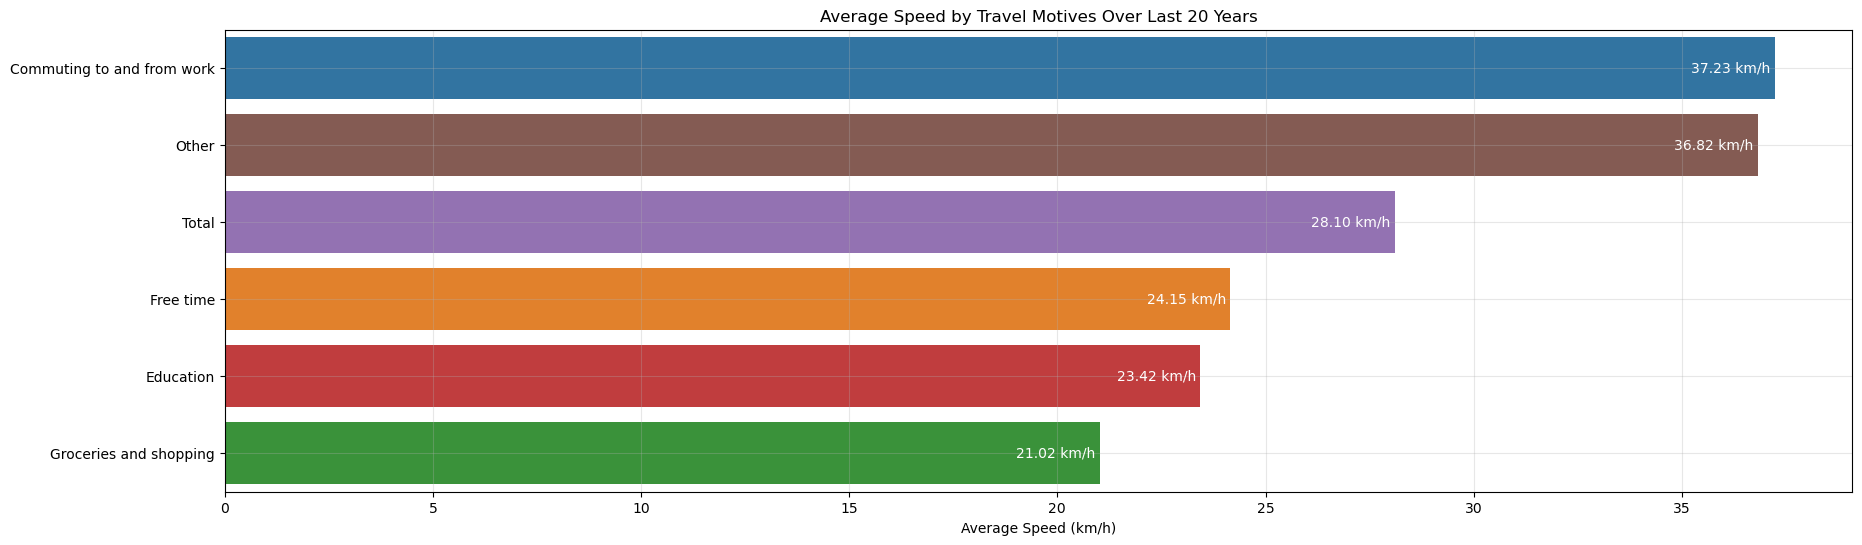 Average Speed by Travel Motives Over Last 20 Years
Commuting to and from work
37.23 km/h
Other
36.82 km/h
Total
28.10 km/h
Free time
24.15 km/h
Education
23.42 km/h
Groceries and shopping
21.02 km/h
0 5 10 15 20 25 30 35
Average Speed (km/h)